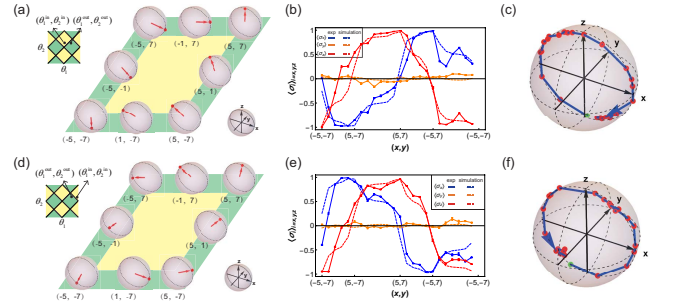 (a)
(θ₁ⁱⁿ, θ₂ⁱⁿ) (θ₁ᵒᵘᵗ, θ₂ᵒᵘᵗ)
θ₂
θ₁
(-5, 7)
(-1, 7)
(5, 7)
(-5, -1)
(5, 1)
(-5, -7)
(1, -7)
(5, -7)
z
y
x
(b)
⟨σ⟩x,y,z
1
0.5
0
-0.5
-1
exp simulation
⟨σx⟩
⟨σy⟩
⟨σz⟩
(-5,-7) (5,-7) (5,7) (-5,7) (-5,-7)
(x,y)
(c)
z
y
x
(d)
(θ₁ᵒᵘᵗ, θ₂ᵒᵘᵗ) (θ₁ⁱⁿ, θ₂ⁱⁿ)
θ₂
θ₁
(-5, 7)
(-1, 7)
(5, 7)
(-5, -1)
(5, 1)
(-5, -7)
(1, -7)
(5, -7)
z
y
x
(e)
⟨σ⟩x,y,z
1
0.5
0
-0.5
-1
exp simulation
⟨σx⟩
⟨σy⟩
⟨σz⟩
(-5,-7) (-5,7) (5,7) (5,-7) (-5,-7)
(x,y)
(f)
z
y
x